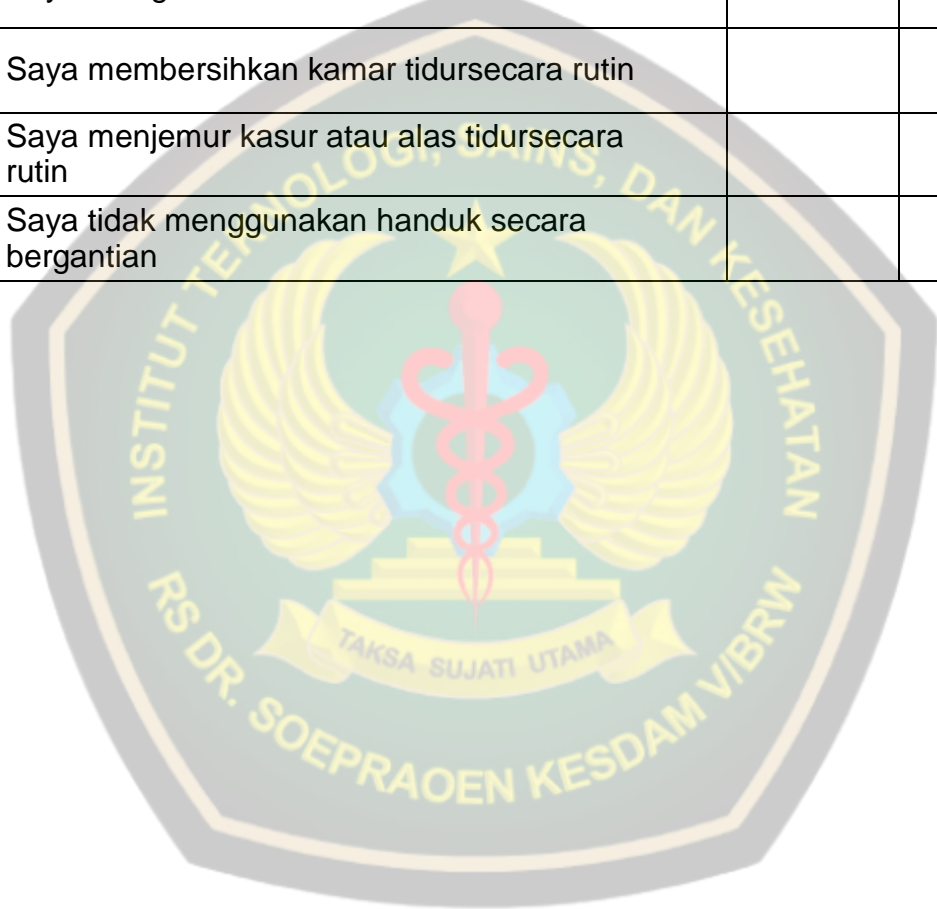 Saya membersihkan kamar tidursecara rutin
Saya menjemur kasur atau alas tidursecara
rutin
Saya tidak menggunakan handuk secara
bergantian
INSTITUT TEKNOLOGI, SAINS, DAN KESEHATAN
TAKSA SUJATI UTAMA
RS DR. SOEPRAOEN KESDAM V/BRW